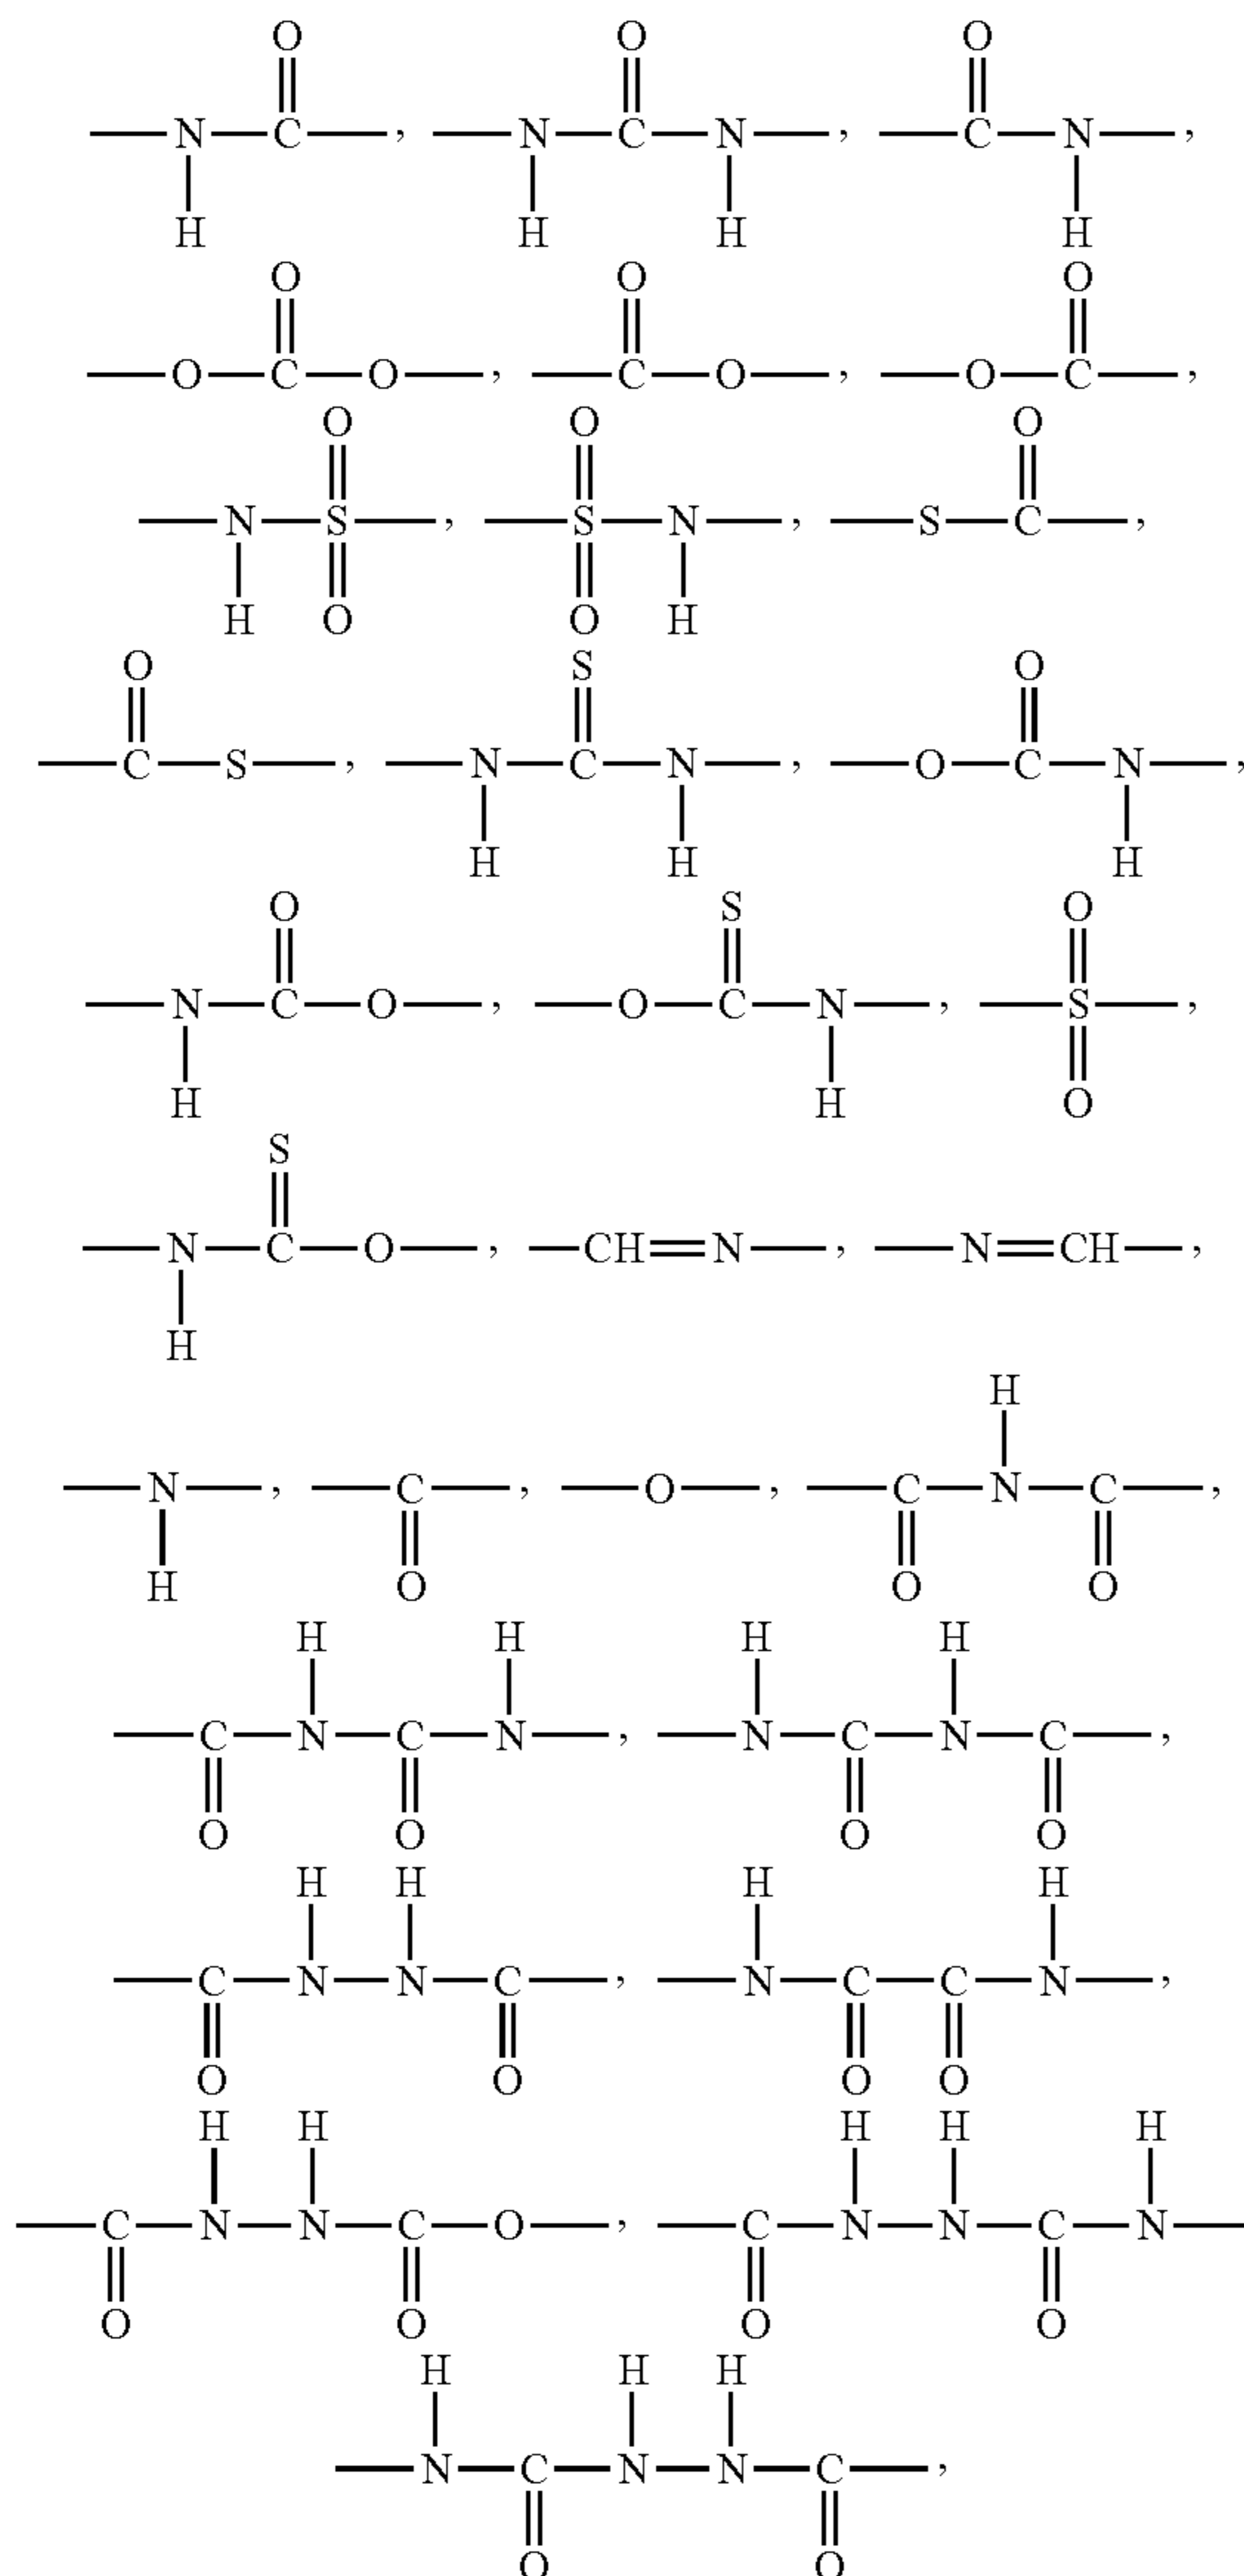 O O O
N C , N C N , C N ,
H H H H
O O O
O C O , C O , O C ,
O O O
N S , S N , S C ,
H O O H
O S O
C S , N C N , O C N ,
H H H
O S O
N C O , O C N , S ,
H H O
S
N C O , CH N , N CH ,
H
H
N , C , O , C N C ,
H O O O
H H H H
C N C N , N C N C ,
O O O O
H H H H
C N N C , N C C N ,
O O O O
H H H H H
C N N C O , C N N C N
O O O O
H H H
N C N N C ,
O O